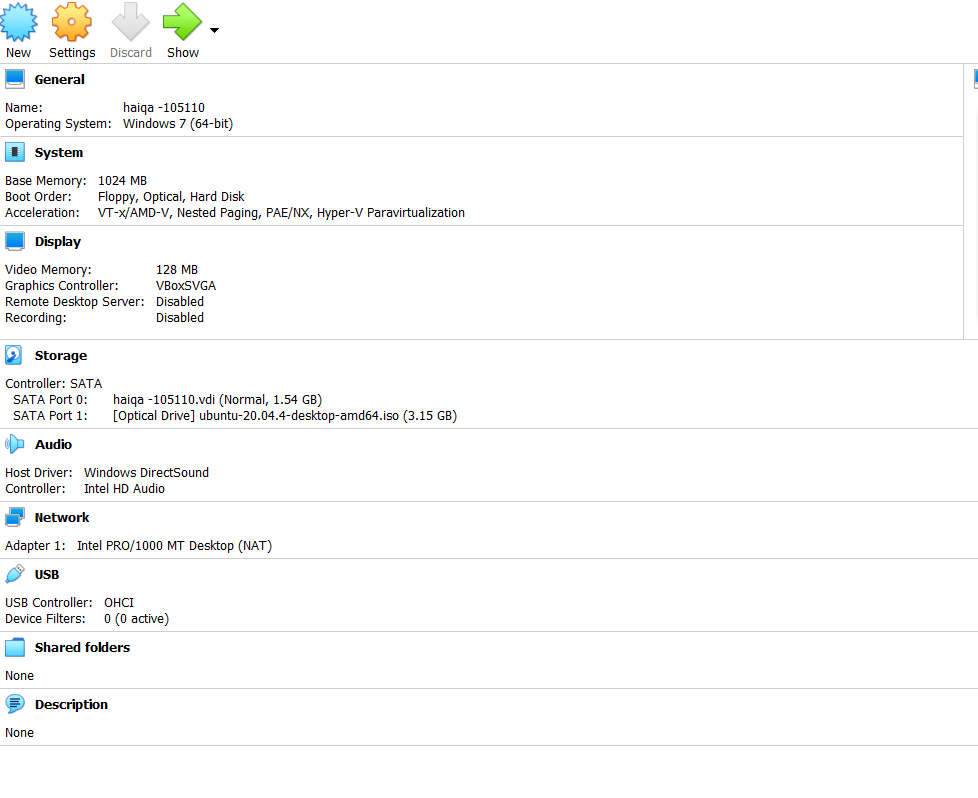 New Settings Discard Show
General
Name: haiqa -105110
Operating System: Windows 7 (64-bit)
System
Base Memory: 1024 MB
Boot Order: Floppy, Optical, Hard Disk
Acceleration: VT-x/AMD-V, Nested Paging, PAE/NX, Hyper-V Paravirtualization
Display
Video Memory: 128 MB
Graphics Controller: VBoxSVGA
Remote Desktop Server: Disabled
Recording: Disabled
Storage
Controller: SATA
SATA Port 0: haiqa -105110.vdi (Normal, 1.54 GB)
SATA Port 1: [Optical Drive] ubuntu-20.04.4-desktop-amd64.iso (3.15 GB)
Audio
Host Driver: Windows DirectSound
Controller: Intel HD Audio
Network
Adapter 1: Intel PRO/1000 MT Desktop (NAT)
USB
USB Controller: OHCI
Device Filters: 0 (0 active)
Shared folders
None
Description
None